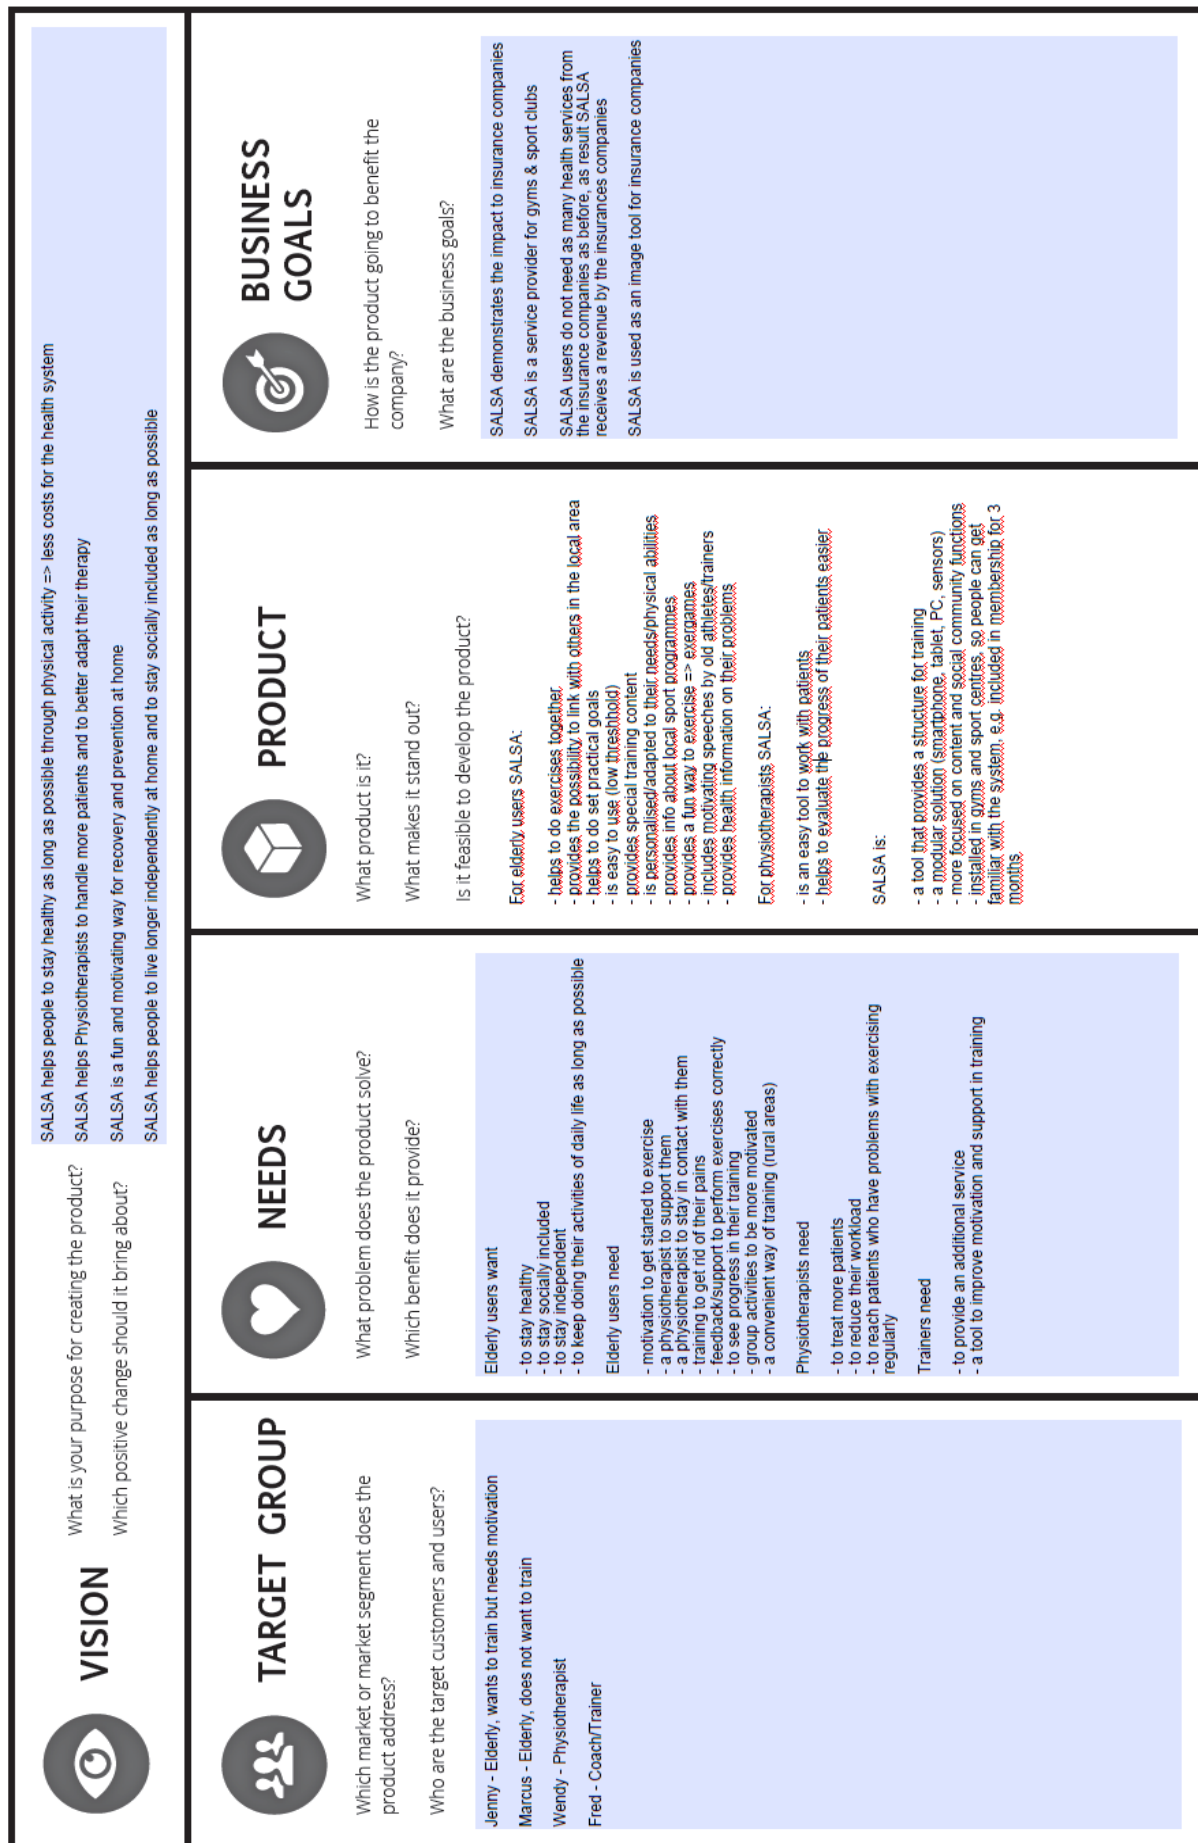 VISION
What is your purpose for creating the product?
Which positive change should it bring about?
SALSA helps people to stay healthy as long as possible through physical activity => less costs for the health system
SALSA helps Physiotherapists to handle more patients and to better adapt their therapy
SALSA is a fun and motivating way for recovery and prevention at home
SALSA helps people to live longer independently at home and to stay socially included as long as possible
TARGET GROUP
Which market or market segment does the
product address?
Who are the target customers and users?
Jenny - Elderly, wants to train but needs motivation
Marcus - Elderly, does not want to train
Wendy - Physiotherapist
Fred - Coach/Trainer
NEEDS
What problem does the product solve?
Which benefit does it provide?
Elderly users want
- to stay healthy
- to stay socially included
- to stay independent
- to keep doing their activities of daily life as long as possible
Elderly users need
- motivation to get started to exercise
- a physiotherapist to support them
- a physiotherapist to stay in contact with them
- training to get rid of their pains
- feedback/support to perform exercises correctly
- to see progress in their training
- group activities to be more motivated
- a convenient way of training (rural areas)
Physiotherapists need
- to treat more patients
- to reduce their workload
- to reach patients who have problems with exercising
regularly
Trainers need
- to provide an additional service
- a tool to improve motivation and support in training
PRODUCT
What product is it?
What makes it stand out?
Is it feasible to develop the product?
For elderly users SALSA:
- helps to do exercises together
- provides the possibility to link with others in the local area
- helps to do set practical goals
- is easy to use (low threshhold)
- provides special training content
- is personalised/adapted to their needs/physical abilities
- provides info about local sport programmes
- provides a fun way to exercise => exergames
- includes motivating speeches by old athletes/trainers
- provides health information on their problems
For physiotherapists SALSA:
- is an easy tool to work with patients
- helps to evaluate the progress of their patients easier
SALSA is:
- a tool that provides a structure for training
- a modular solution (smartphone, tablet, PC, sensors)
- more focused on content and social community functions
- installed in gyms and sport centres, so people can get
familiar with the system, e.g. included in membership for 3
months
BUSINESS
GOALS
How is the product going to benefit the
company?
What are the business goals?
SALSA demonstrates the impact to insurance companies
SALSA is a service provider for gyms & sport clubs
SALSA users do not need as many health services from
the insurance companies as before, as result SALSA
receives a revenue by the insurances companies
SALSA is used as an image tool for insurance companies